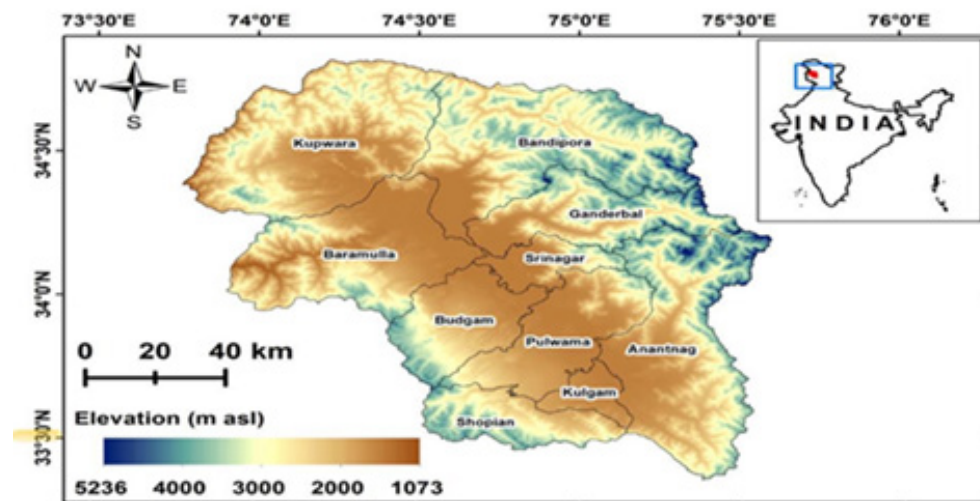 73°30'E 74°0'E 74°30'E 75°0'E 75°30'E 76°0'E
N
W E
S
INDIA
34°30'N
34°0'N
33°30'N
Kupwara
Bandipora
Ganderbal
Baramulla
Srinagar
Budgam
Pulwama
Anantnag
Kulgam
Shopian
0 20 40 km
Elevation (m asl)
5236 4000 3000 2000 1073